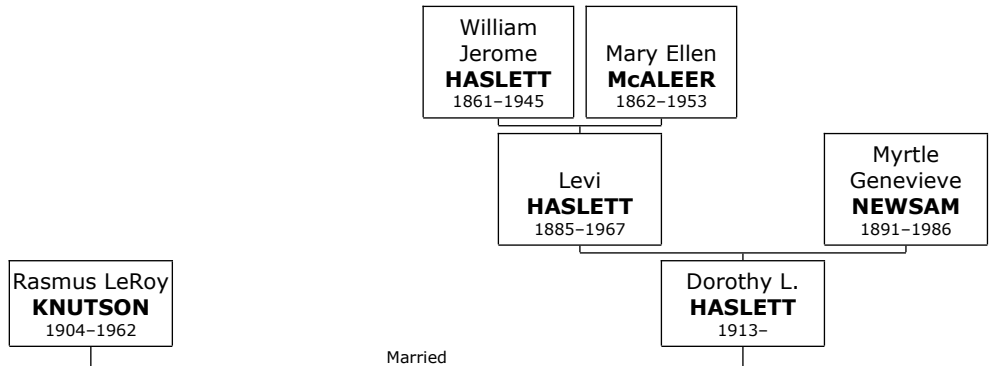 William
Jerome
HASLETT
1861–1945
Mary Ellen
McALEER
1862–1953
Levi
HASLETT
1885–1967
Myrtle
Genevieve
NEWSAM
1891–1986
Rasmus LeRoy
KNUTSON
1904–1962
Dorothy L.
HASLETT
1913–
Married